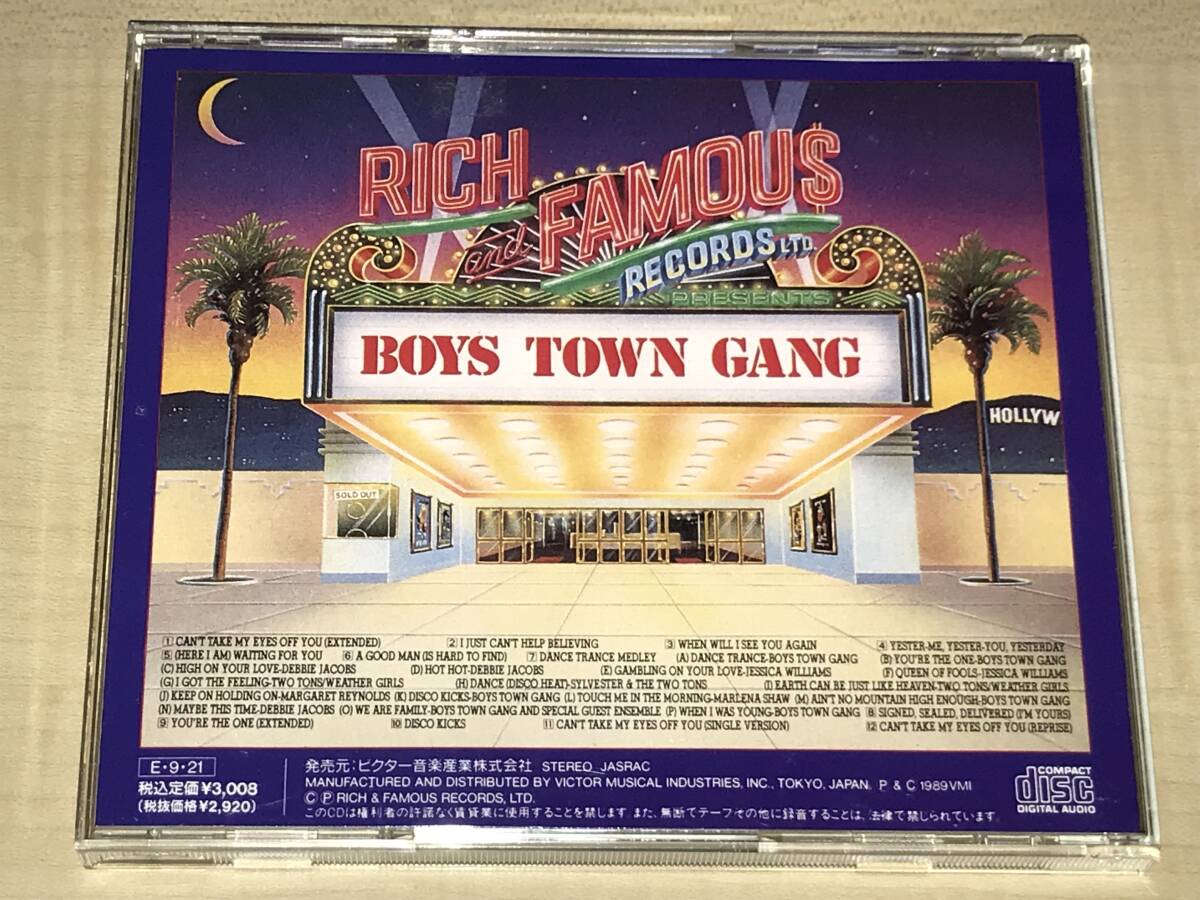 RICH
and FAMOU$
RECORDS LTD.
PRESENTS
BOYS TOWN GANG
HOLLYW
SOLD OUT
1 CAN'T TAKE MY EYES OFF YOU (EXTENDED) 2 I JUST CAN'T HELP BELIEVING 3 WHEN WILL I SEE YOU AGAIN 4 YESTER-ME, YESTER-YOU, YESTERDAY
5 (HERE I AM) WAITING FOR YOU 6 A GOOD MAN (IS HARD TO FIND) 7 DANCE TRANCE MEDLEY (A) DANCE TRANCE-BOYS TOWN GANG (B) YOU'RE THE ONE-BOYS TOWN GANG
(C) HIGH ON YOUR LOVE-DEBBIE JACOBS (D) HOT HOT-DEBBIE JACOBS (E) GAMBLING ON YOUR LOVE-JESSICA WILLIAMS (F) QUEEN OF FOOLS-JESSICA WILLIAMS
(G) I GOT THE FEELING-TWO TONS/WEATHER GIRLS (H) DANCE (DISCO HEAT)-SYLVESTER & THE TWO TONS (I) EARTH CAN BE JUST LIKE HEAVEN-TWO TONS/WEATHER GIRLS
(J) KEEP ON HOLDING ON-MARGARET REYNOLDS (K) DISCO KICKS-BOYS TOWN GANG (L) TOUCH ME IN THE MORNING-MARLENA SHAW (M) AIN'T NO MOUNTAIN HIGH ENOUGH-BOYS TOWN GANG
(N) MAYBE THIS TIME-DEBBIE JACOBS (O) WE ARE FAMILY-BOYS TOWN GANG AND SPECIAL GUEST ENSEMBLE (P) WHEN I WAS YOUNG-BOYS TOWN GANG 8 SIGNED, SEALED, DELIVERED (I'M YOURS)
9 YOU'RE THE ONE (EXTENDED) 10 DISCO KICKS 11 CAN'T TAKE MY EYES OFF YOU (SINGLE VERSION) 12 CAN'T TAKE MY EYES OFF YOU (REPRISE)
E・9・21
税込定価¥3,008
(税抜価格¥2,920)
発売元:ビクター音楽産業株式会社 STEREO JASRAC
MANUFACTURED AND DISTRIBUTED BY VICTOR MUSICAL INDUSTRIES, INC., TOKYO, JAPAN. P & C 1989 VMI
Ⓒ Ⓟ RICH & FAMOUS RECORDS, LTD.
このCDは権利者の許諾なく賃貸業に使用することを禁じます また、無断でテープその他に録音することは、法律で禁じられています
COMPACT
disc
DIGITAL AUDIO